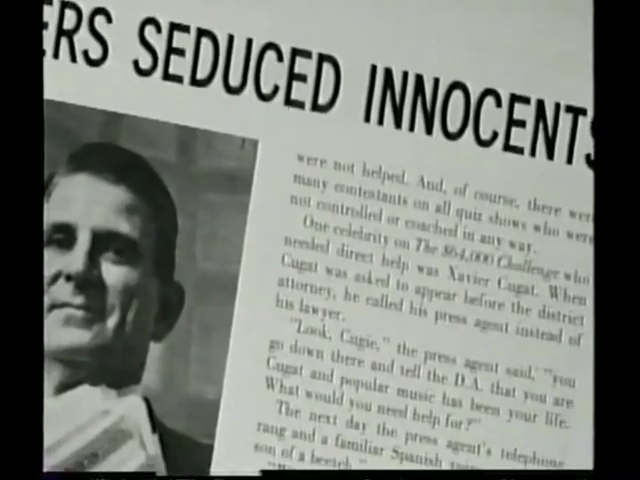 ERS SEDUCED INNOCENTS
were not helped. And, of course, there were
many contestants on all quiz shows who were
not controlled or coached in any way.
One celebrity on The $64,000 Challenge who
needed direct help was Xavier Cugat. When
Cugat was asked to appear before the district
attorney, he called his press agent instead of
his lawyer.
"Look, Cugie," the press agent said, "you
go down there and tell the D.A. that you are
Cugat and popular music has been your life.
What would you need help for?"
The next day the press agent's telephone
rang and a familiar Spanish
son of a beetch